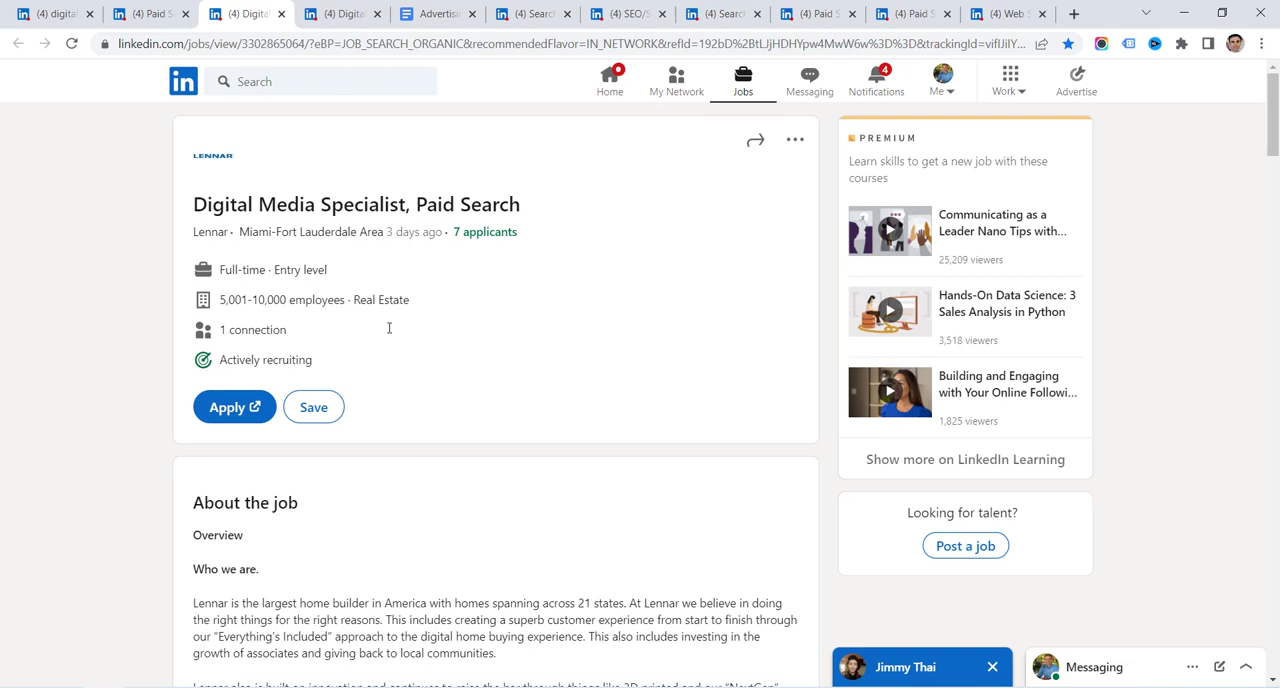 (4) digital
(4) Paid S
(4) Digita
(4) Digita
Advertisin
(4) Search
(4) SEO/S
(4) Search
(4) Paid S
(4) Paid S
(4) Web S
linkedin.com/jobs/view/3302865064/?eBP=JOB_SEARCH_ORGANIC&recommendedFlavor=IN_NETWORK&refId=192bD%2BtLJjHDHYpw4MwW6w%3D%3D&trackingId=vifIJilY...
in
Search
Home
My Network
Jobs
Messaging
4
Notifications
Me
Work
Advertise
LENNAR
Digital Media Specialist, Paid Search
Lennar · Miami-Fort Lauderdale Area 3 days ago · 7 applicants
Full-time · Entry level
5,001-10,000 employees · Real Estate
1 connection
Actively recruiting
Apply
Save
About the job
Overview
Who we are.
Lennar is the largest home builder in America with homes spanning across 21 states. At Lennar we believe in doing
the right things for the right reasons. This includes creating a superb customer experience from start to finish through
our “Everything’s Included” approach to the digital home buying experience. This also includes investing in the
growth of associates and giving back to local communities.
PREMIUM
Learn skills to get a new job with these
courses
Communicating as a
Leader Nano Tips with...
25,209 viewers
Hands-On Data Science: 3
Sales Analysis in Python
3,518 viewers
Building and Engaging
with Your Online Followi...
1,825 viewers
Show more on LinkedIn Learning
Looking for talent?
Post a job
Jimmy Thai
Messaging